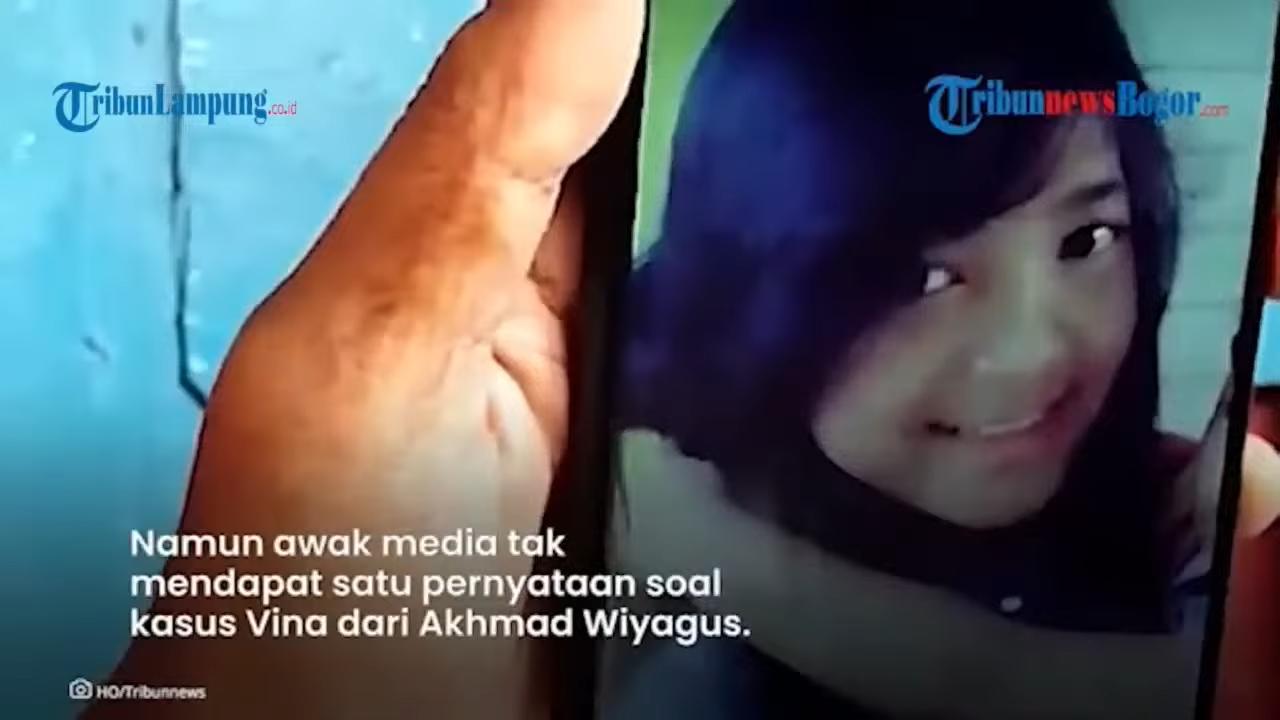 TribunLampung.co.id
TribunnewsBogor.com
Namun awak media tak
mendapat satu pernyataan soal
kasus Vina dari Akhmad Wiyagus.
HO/Tribunnews